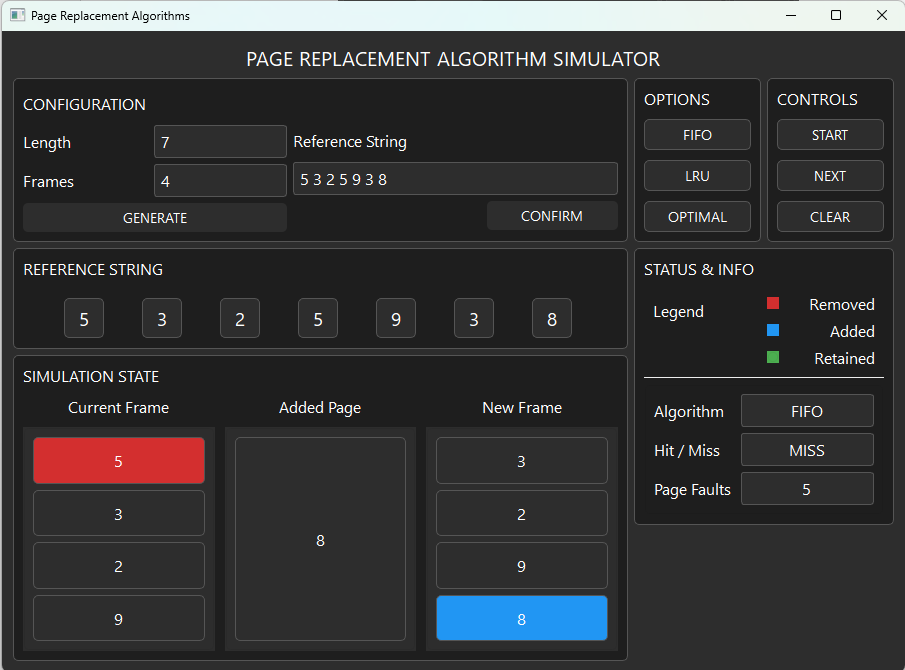 Page Replacement Algorithms
PAGE REPLACEMENT ALGORITHM SIMULATOR
CONFIGURATION
Length
7
Reference String
Frames
4
5 3 2 5 9 3 8
GENERATE
CONFIRM
OPTIONS
FIFO
LRU
OPTIMAL
CONTROLS
START
NEXT
CLEAR
REFERENCE STRING
5 3 2 5 9 3 8
SIMULATION STATE
Current Frame
5
3
2
9
Added Page
8
New Frame
3
2
9
8
STATUS & INFO
Legend
Removed
Added
Retained
Algorithm FIFO
Hit / Miss MISS
Page Faults 5